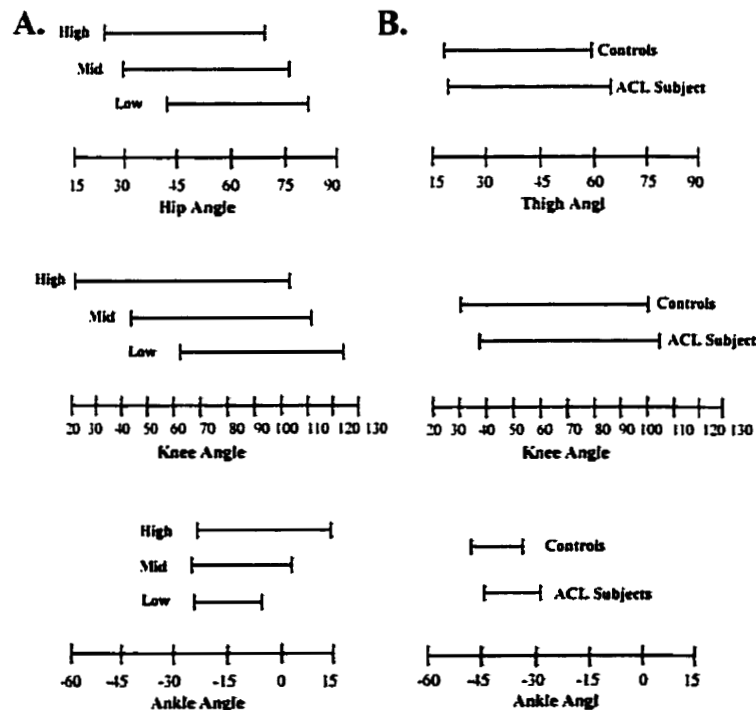 A.
High
Mid
Low
15 30 45 60 75 90
Hip Angle
High
Mid
Low
20 30 40 50 60 70 80 90 100 110 120 130
Knee Angle
High
Mid
Low
-60 -45 -30 -15 0 15
Ankle Angle
B.
Controls
ACL Subject
15 30 45 60 75 90
Thigh Angl
Controls
ACL Subject
20 30 40 50 60 70 80 90 100 110 120 130
Knee Angle
Controls
ACL Subjects
-60 -45 -30 -15 0 15
Ankle Angl